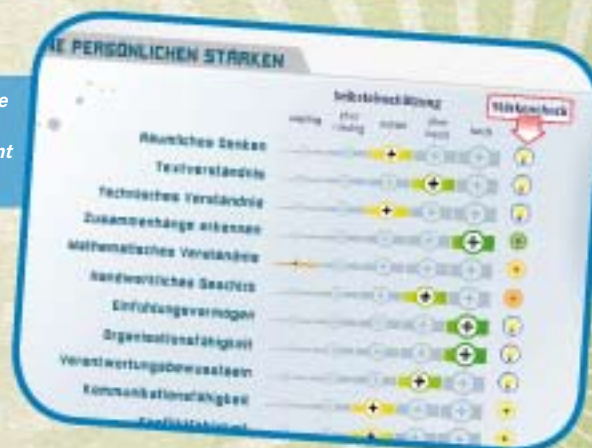 NE PERSÖNLICHEN STÄRKEN
Selbsteinschätzung
Stärkencheck
niedrig
eher niedrig
mittel
eher hoch
hoch
Räumliches Denken
Textverständnis
Technisches Verständnis
Zusammenhänge erkennen
Mathematisches Verständnis
Handwerkliches Geschick
Einfühlungsvermögen
Organisationsfähigkeit
Verantwortungsbewusstsein
Kommunikationsfähigkeit